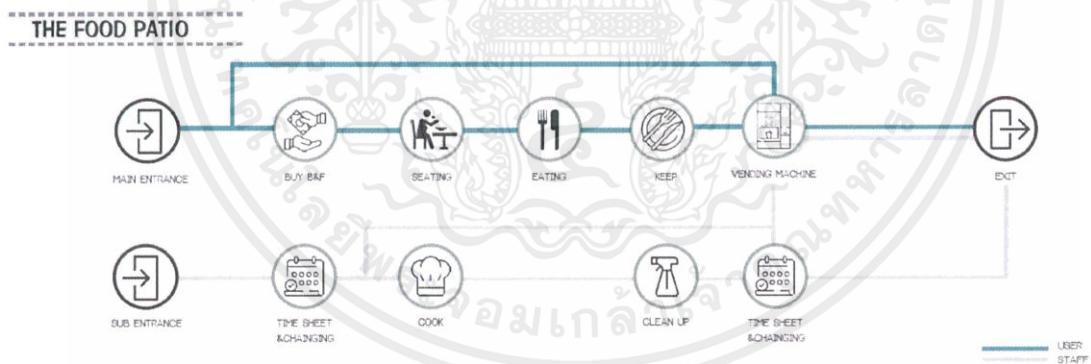 THE FOOD PATIO
MAIN ENTRANCE
BUY B&F
SEATING
EATING
KEEP
VENDING MACHINE
EXIT
SUB ENTRANCE
TIME SHEET
&CHAINGING
COOK
CLEAN UP
TIME SHEET
&CHAINGING
USER
STAFF